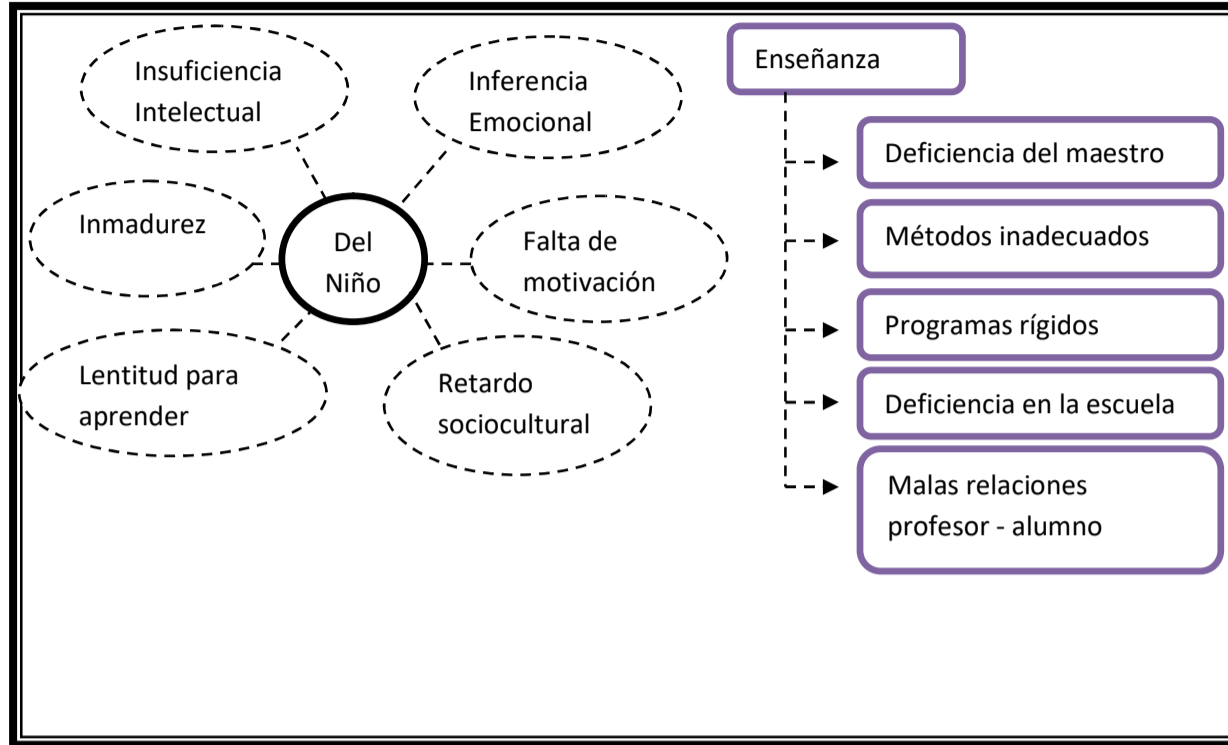 Insuficiencia
Intelectual
Inferencia
Emocional
Inmadurez
Del
Niño
Falta de
motivación
Lentitud para
aprender
Retardo
sociocultural
Enseñanza
Deficiencia del maestro
Métodos inadecuados
Programas rígidos
Deficiencia en la escuela
Malas relaciones
profesor - alumno